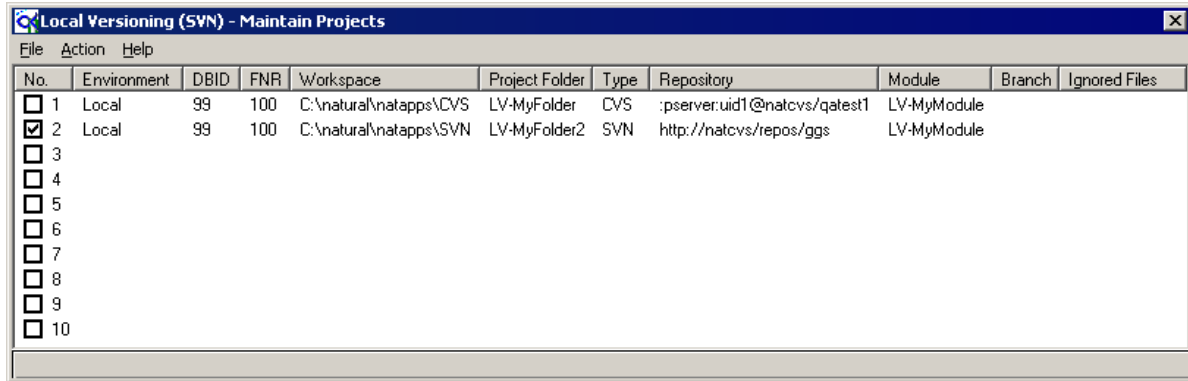 Local Versioning (SVN) - Maintain Projects
File Action Help
No. Environment DBID FNR Workspace Project Folder Type Repository Module Branch Ignored Files
1 Local 99 100 C:\natural\natapps\CVS LV-MyFolder CVS :pserver:uid1@natcvs/qatest1 LV-MyModule
2 Local 99 100 C:\natural\natapps\SVN LV-MyFolder2 SVN http://natcvs/repos/ggs LV-MyModule
3
4
5
6
7
8
9
10